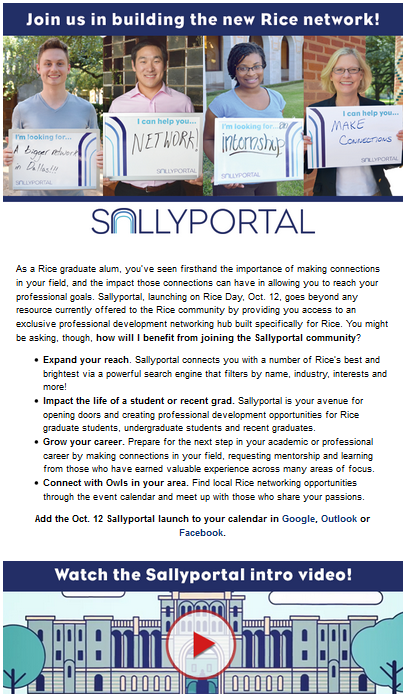 Join us in building the new Rice network!
I'm looking for...
A bigger network
in Dallas!!!
SALLYPORTAL
I can help you...
NETWORK!
SALLYPORTAL
I'm looking for...
an
internship
SALLYPORTAL
I can help you...
MAKE
CONNECTIONS
SALLYPORTAL
SALLYPORTAL
As a Rice graduate alum, you've seen firsthand the importance of making connections
in your field, and the impact those connections can have in allowing you to reach your
professional goals. Sallyportal, launching on Rice Day, Oct. 12, goes beyond any
resource currently offered to the Rice community by providing you access to an
exclusive professional development networking hub built specifically for Rice. You might
be asking, though, how will I benefit from joining the Sallyportal community?
• Expand your reach. Sallyportal connects you with a number of Rice's best and
brightest via a powerful search engine that filters by name, industry, interests and
more!
• Impact the life of a student or recent grad. Sallyportal is your avenue for
opening doors and creating professional development opportunities for Rice
graduate students, undergraduate students and recent graduates.
• Grow your career. Prepare for the next step in your academic or professional
career by making connections in your field, requesting mentorship and learning
from those who have earned valuable experience across many areas of focus.
• Connect with Owls in your area. Find local Rice networking opportunities
through the event calendar and meet up with those who share your passions.
Add the Oct. 12 Sallyportal launch to your calendar in Google, Outlook or
Facebook.
Watch the Sallyportal intro video!